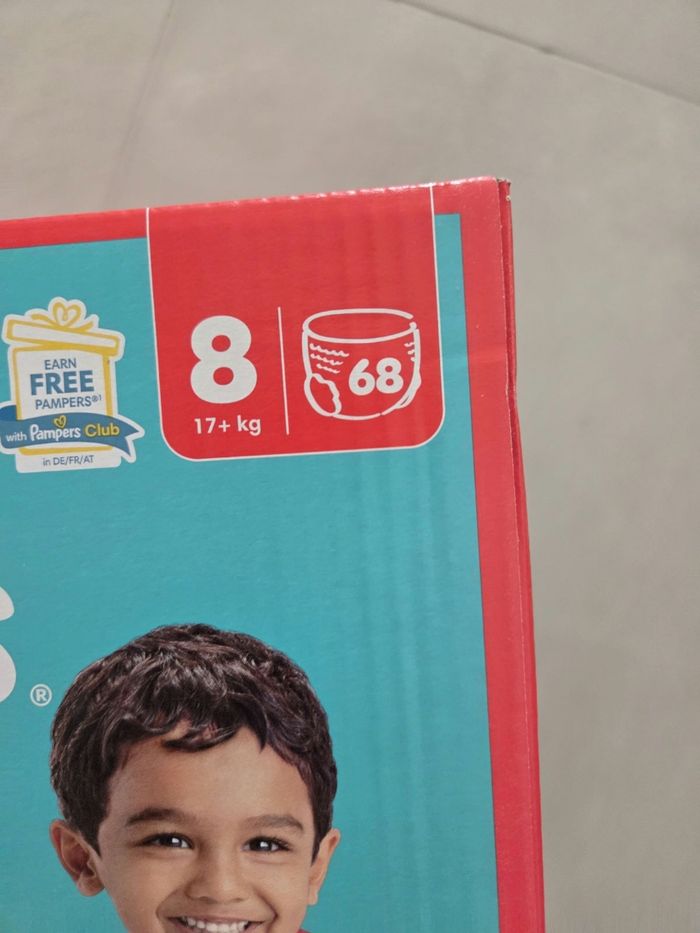 8
17+ kg
68
EARN
FREE
PAMPERS®¹
with Pampers Club
in DE/FR/AT
S
®